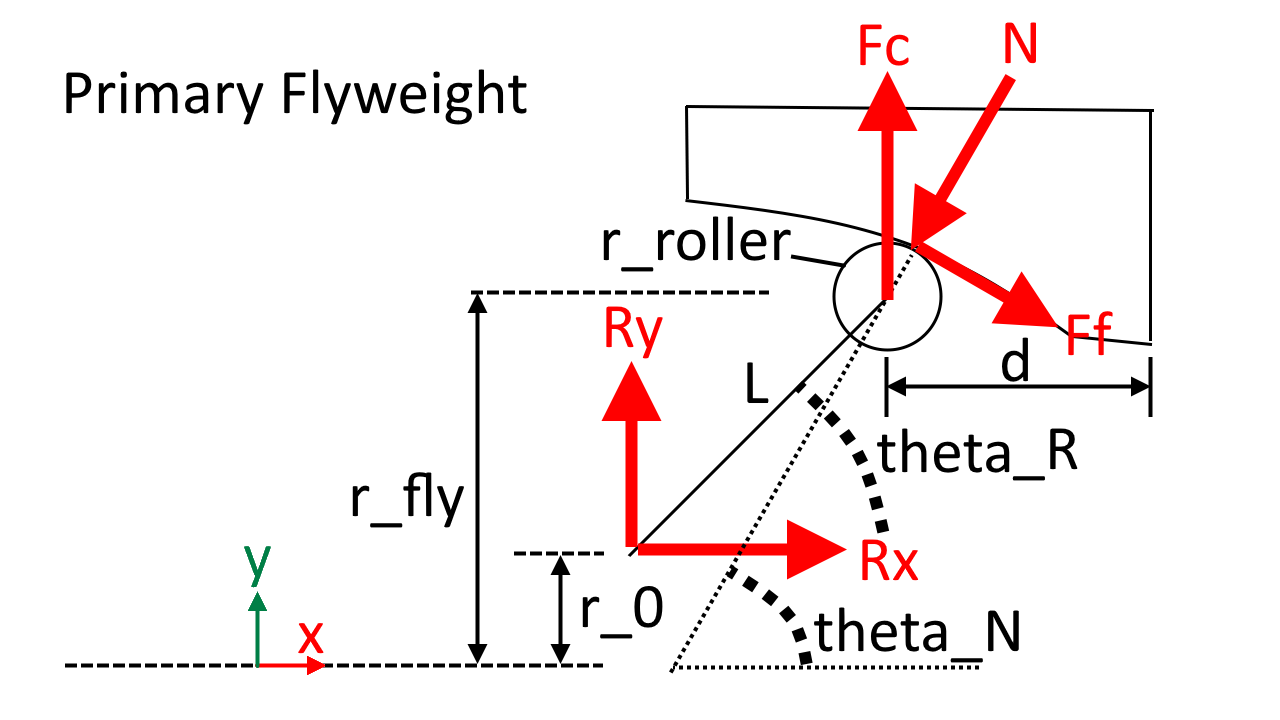 Primary Flyweight
Fc
N
r_roller
Ry
Ff
d
L
theta_R
r_fly
y
Rx
r_0
x
theta_N